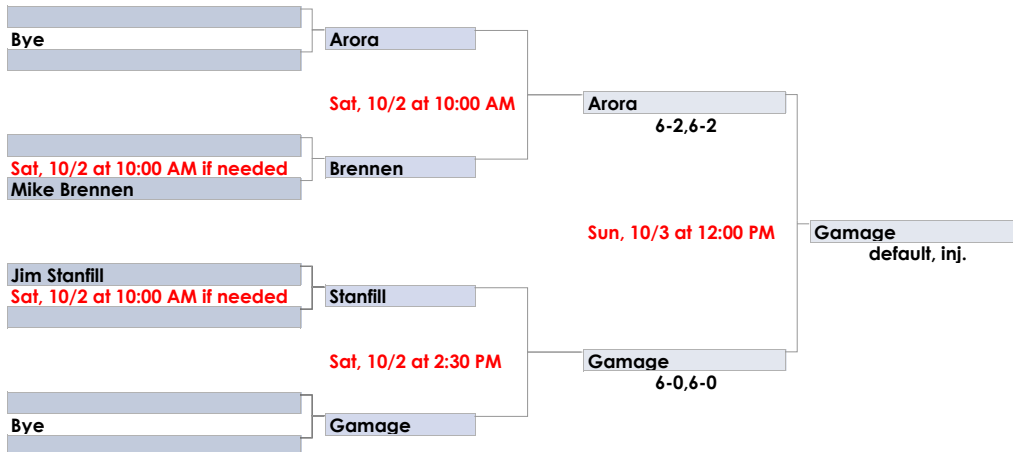 Bye
Arora
Sat, 10/2 at 10:00 AM
Arora
6-2,6-2
Sat, 10/2 at 10:00 AM if needed
Mike Brennen
Brennen
Sun, 10/3 at 12:00 PM
Gamage
default, inj.
Jim Stanfill
Sat, 10/2 at 10:00 AM if needed
Stanfill
Sat, 10/2 at 2:30 PM
Gamage
6-0,6-0
Bye
Gamage